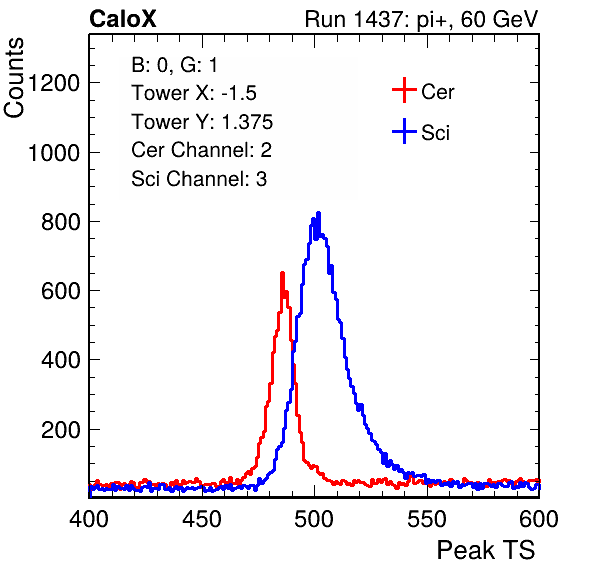 CaloX Run 1437: pi+, 60 GeV
Counts
B: 0, G: 1
Tower X: -1.5
Tower Y: 1.375
Cer Channel: 2
Sci Channel: 3
Cer
Sci
1200
1000
800
600
400
200
400 450 500 550 600
Peak TS